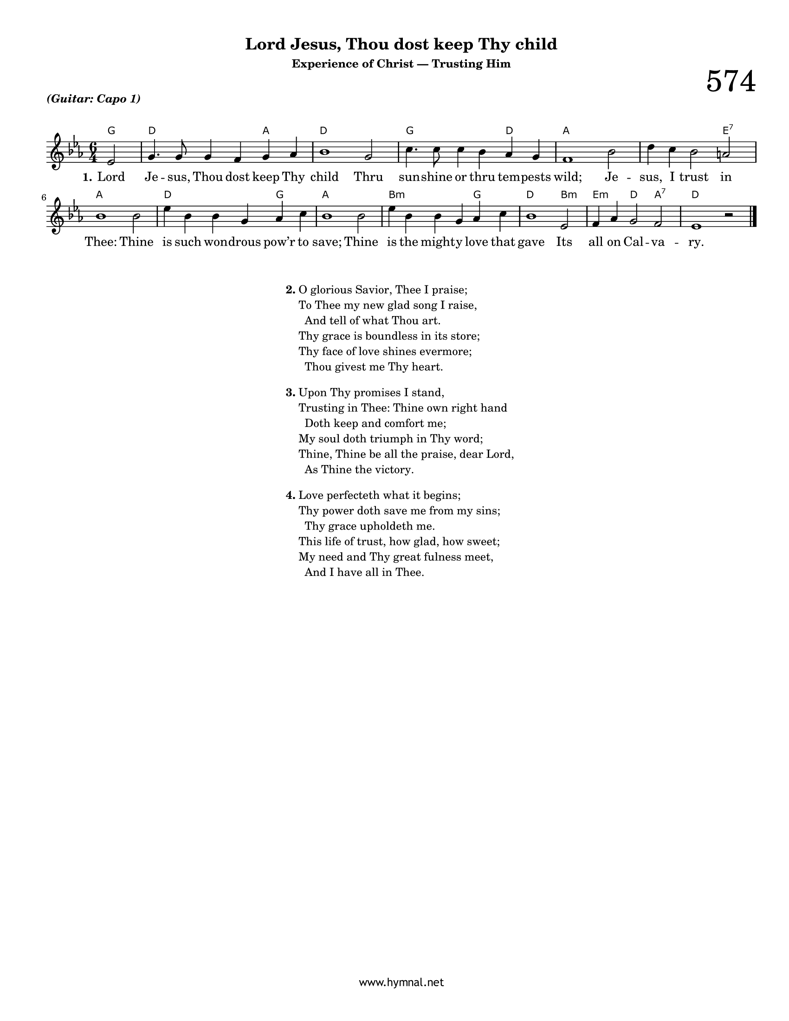 Lord Jesus, Thou dost keep Thy child
Experience of Christ — Trusting Him
574
(Guitar: Capo 1)
G D A D G D A E7
6 4
1. Lord Je - sus, Thou dost keep Thy child Thru sunshine or thru tempests wild; Je - sus, I trust in
6 A D G A Bm G D Bm Em D A7 D
Thee: Thine is such wondrous pow'r to save; Thine is the mighty love that gave Its all on Cal - va - ry.
2. O glorious Savior, Thee I praise;
To Thee my new glad song I raise,
And tell of what Thou art.
Thy grace is boundless in its store;
Thy face of love shines evermore;
Thou givest me Thy heart.
3. Upon Thy promises I stand,
Trusting in Thee: Thine own right hand
Doth keep and comfort me;
My soul doth triumph in Thy word;
Thine, Thine be all the praise, dear Lord,
As Thine the victory.
4. Love perfecteth what it begins;
Thy power doth save me from my sins;
Thy grace upholdeth me.
This life of trust, how glad, how sweet;
My need and Thy great fulness meet,
And I have all in Thee.
www.hymnal.net